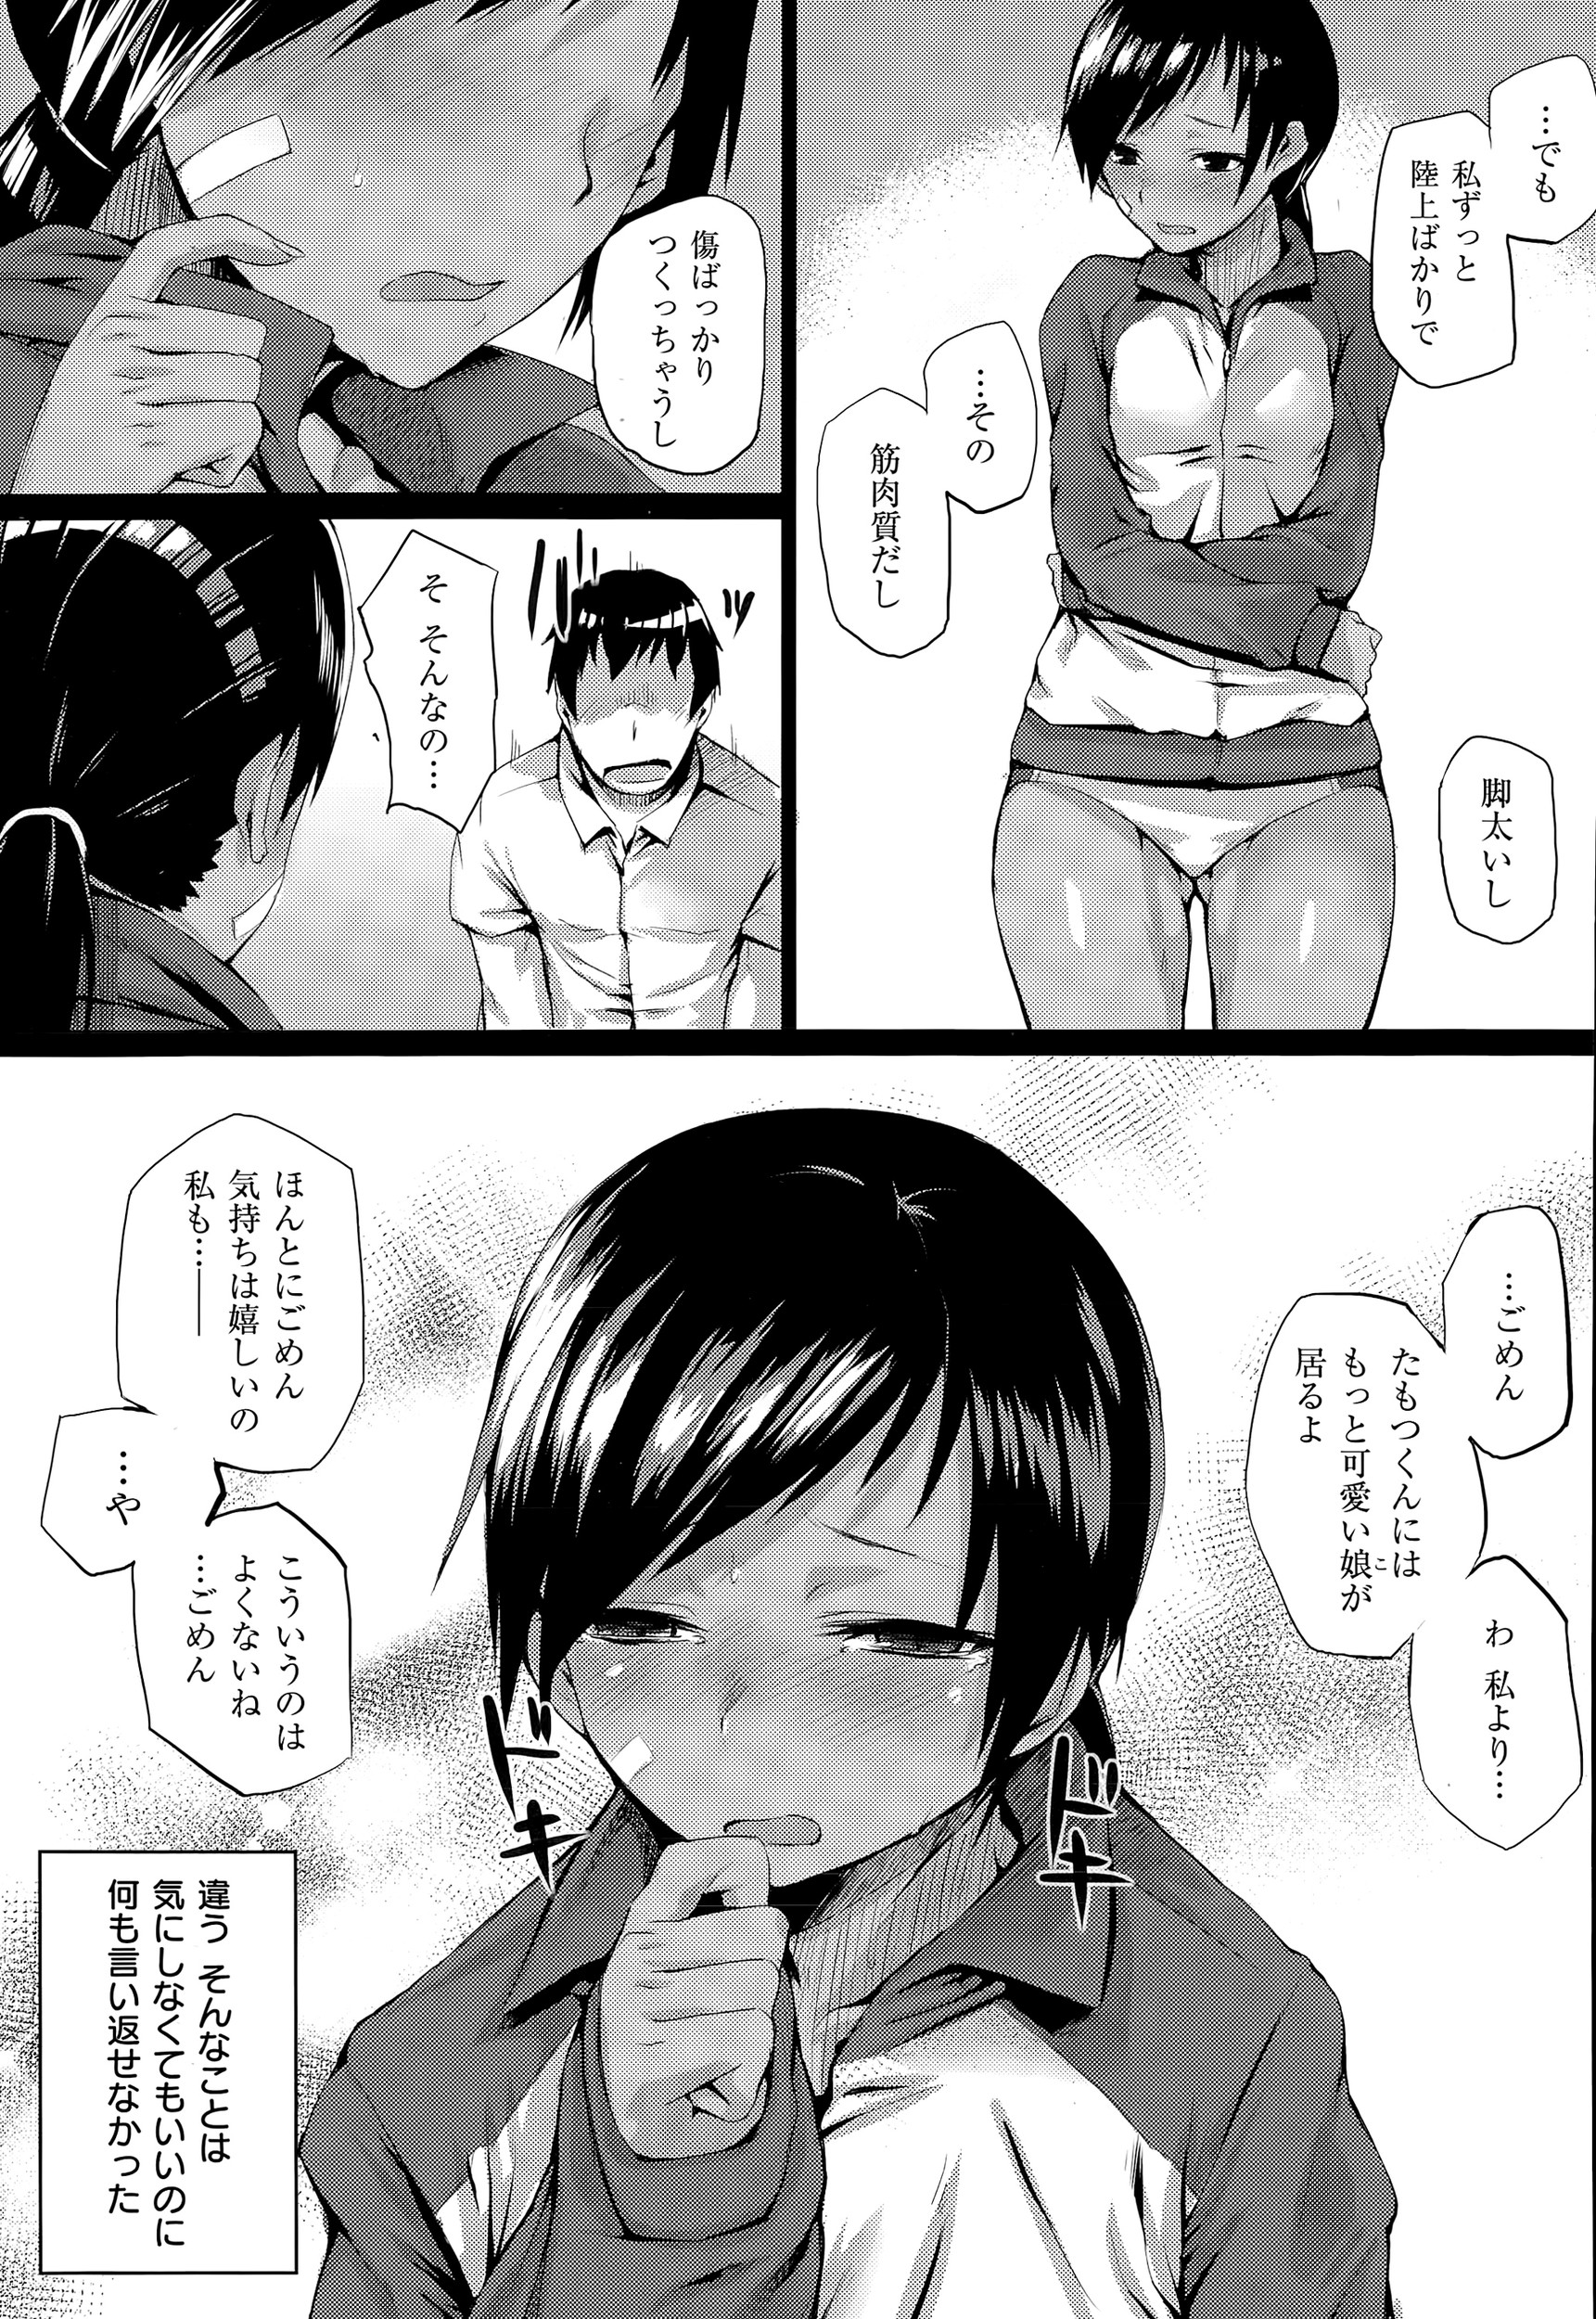 …でも
私ずっと
陸上ばかりで
…その
筋肉質だし
脚太いし
傷ばっかり
つくっちゃうし
ッ
そ そんなの…
…ごめん
わ 私より…
たもつくんには
もっと可愛い娘が
こ
居るよ
ドキ
ドキ
ほんとにごめん
気持ちは嬉しいの
私も…――
…や
こういうのは
よくないね
…ごめん
違う そんなことは
気にしなくてもいいのに
何も言い返せなかった